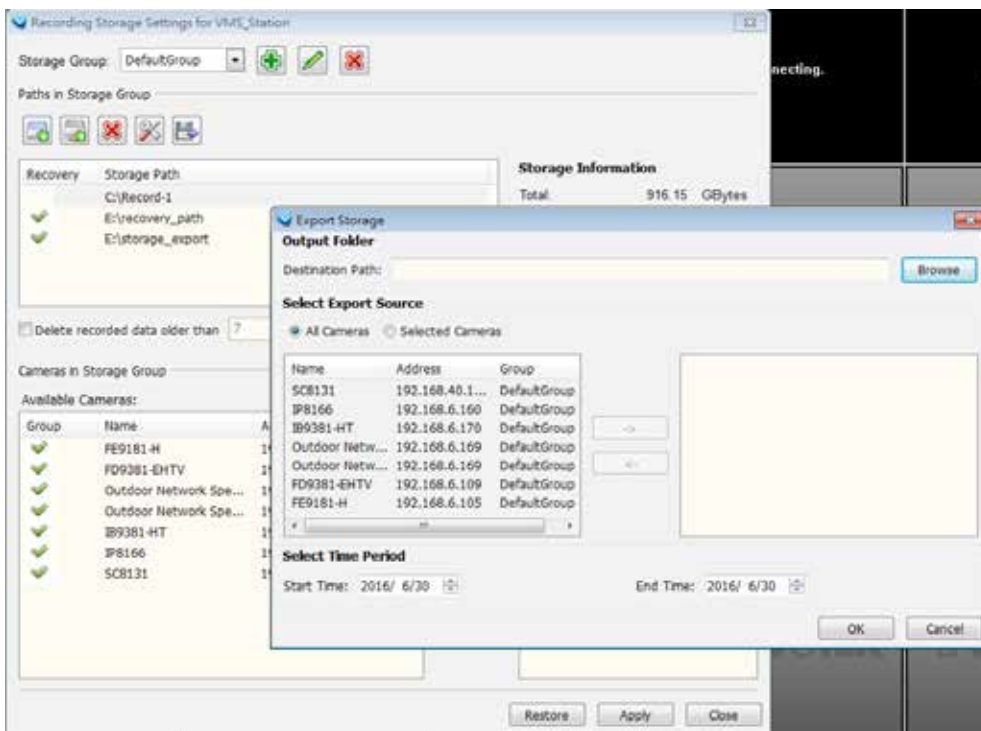 Recording Storage Settings for VMS_Station
Storage Group: DefaultGroup
necting.
Paths in Storage Group
Recovery Storage Path
C:\Record-1
E:\recovery_path
E:\storage_export
Storage Information
Total 916.15 GBytes
Delete recorded data older than 7
Cameras in Storage Group
Available Cameras:
Group Name A
FE9181-H
FD9381-EHTV
Outdoor Network Spe...
Outdoor Network Spe...
IB9381-HT
IP8166
SC8131
Export Storage
Output Folder
Destination Path: Browse
Select Export Source
All Cameras Selected Cameras
Name Address Group
SC8131 192.168.40.1... DefaultGroup
IP8166 192.168.6.160 DefaultGroup
IB9381-HT 192.168.6.170 DefaultGroup
Outdoor Netw... 192.168.6.169 DefaultGroup
Outdoor Netw... 192.168.6.169 DefaultGroup
FD9381-EHTV 192.168.6.109 DefaultGroup
FE9181-H 192.168.6.105 DefaultGroup
->
<-
Select Time Period
Start Time: 2016/ 6/30 End Time: 2016/ 6/30
OK Cancel
Restore Apply Close